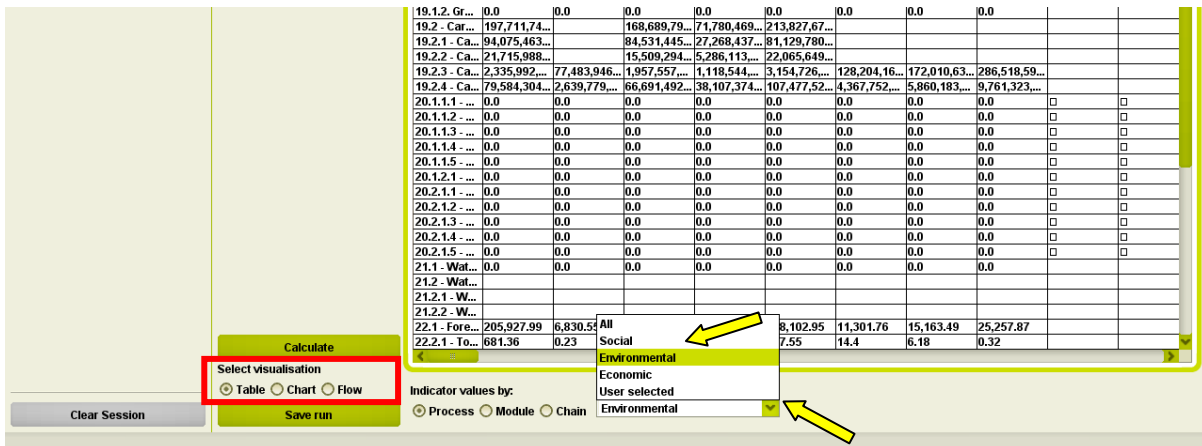 19.1.2. Gr... 0.0 0.0 0.0 0.0 0.0 0.0 0.0 0.0
19.2 - Car... 197,711,74... 168,689,79... 71,780,469... 213,827,67...
19.2.1 - Ca... 94,075,463... 84,531,445... 27,268,437... 81,129,780...
19.2.2 - Ca... 21,715,988... 15,509,294... 5,286,113,... 22,065,649...
19.2.3 - Ca... 2,335,992,... 77,483,946... 1,957,557,... 1,118,544,... 3,154,726,... 128,204,16... 172,010,63... 286,518,59...
19.2.4 - Ca... 79,584,304... 2,639,779,... 66,691,492... 38,107,374... 107,477,52... 4,367,752,... 5,860,183,... 9,761,323,...
20.1.1.1 - ... 0.0 0.0 0.0 0.0 0.0 0.0 0.0 0.0
20.1.1.2 - ... 0.0 0.0 0.0 0.0 0.0 0.0 0.0 0.0
20.1.1.3 - ... 0.0 0.0 0.0 0.0 0.0 0.0 0.0 0.0
20.1.1.4 - ... 0.0 0.0 0.0 0.0 0.0 0.0 0.0 0.0
20.1.1.5 - ... 0.0 0.0 0.0 0.0 0.0 0.0 0.0 0.0
20.1.2.1 - ... 0.0 0.0 0.0 0.0 0.0 0.0 0.0 0.0
20.2.1.1 - ... 0.0 0.0 0.0 0.0 0.0 0.0 0.0 0.0
20.2.1.2 - ... 0.0 0.0 0.0 0.0 0.0 0.0 0.0 0.0
20.2.1.3 - ... 0.0 0.0 0.0 0.0 0.0 0.0 0.0 0.0
20.2.1.4 - ... 0.0 0.0 0.0 0.0 0.0 0.0 0.0 0.0
20.2.1.5 - ... 0.0 0.0 0.0 0.0 0.0 0.0 0.0 0.0
21.1 - Wat... 0.0 0.0 0.0 0.0 0.0 0.0 0.0 0.0
21.2 - Wat...
21.2.1 - W...
21.2.2 - W...
22.1 - Fore... 205,927.99 11,301.76 15,163.49 25,257.87
22.2.1 - To... 681.36 0.23 14.4 6.18 0.32
All
Social
Environmental
Economic
User selected
Environmental
Calculate
Select visualisation
Table Chart Flow
Indicator values by:
Process Module Chain
Clear Session
Save run